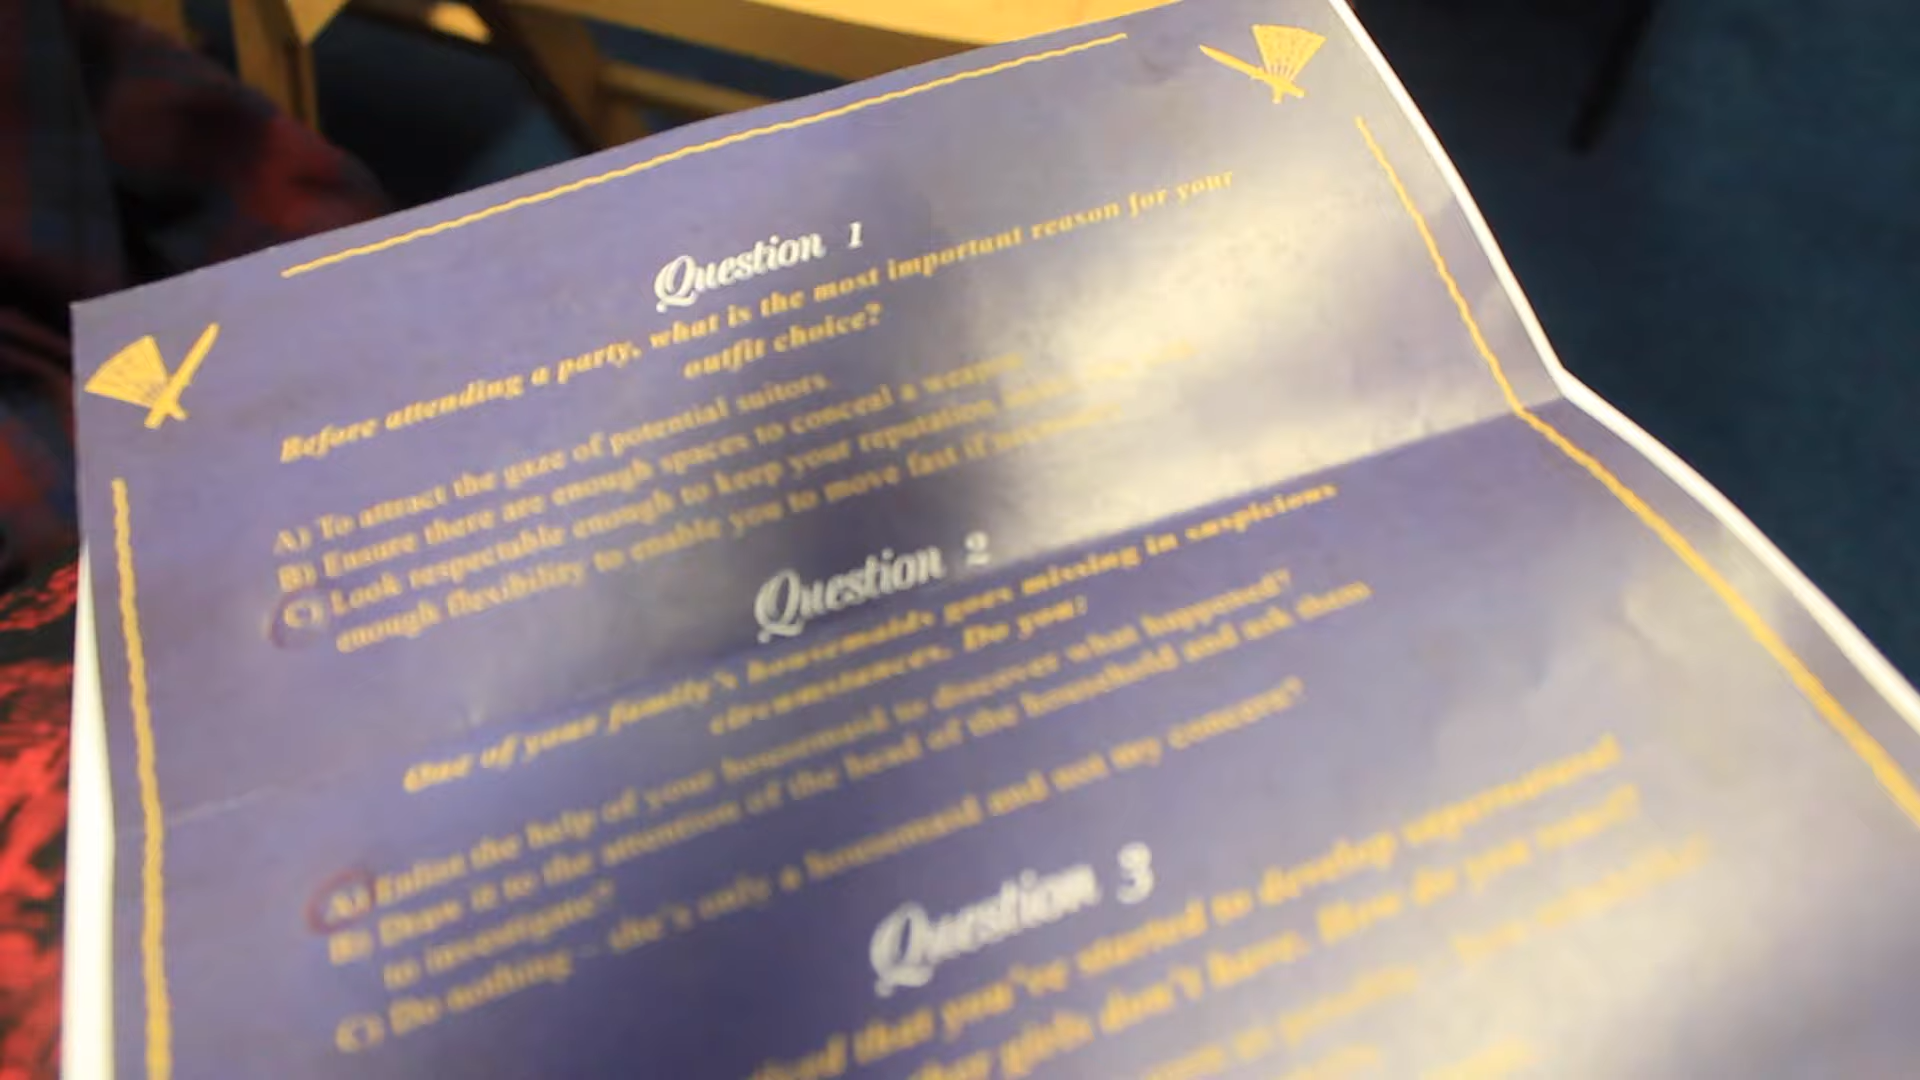 Question 1
Before attending a party, what is the most important reason for your
outfit choice?
A) To attract the gaze of potential suitors.
B) Ensure there are enough spaces to conceal a weapon
C) Look respectable enough to keep your reputation
enough flexibility to enable you to move fast if necessary.
Question 2
One of your family's housemaids goes missing in suspicious
circumstances. Do you:
A) Enlist the help of your housemaid to discover what happened?
B) Draw it to the attention of the head of the household and ask them
to investigate?
C) Do nothing – she's only a housemaid and not my concern?
Question 3
that you've started to develop supernatural
girls don't have. How do you react?